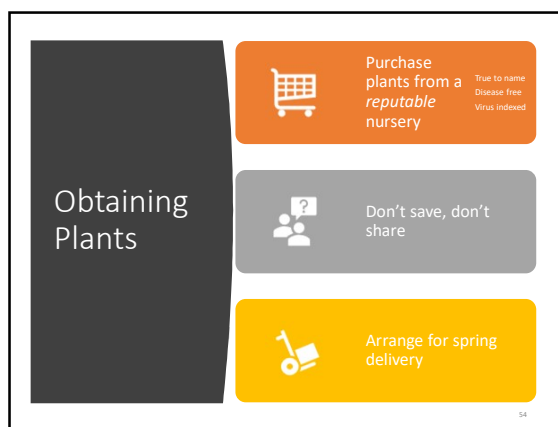 Obtaining
Plants
Purchase
plants from a
reputable
nursery
True to name
Disease free
Virus indexed
?
Don’t save, don’t
share
Arrange for spring
delivery
54